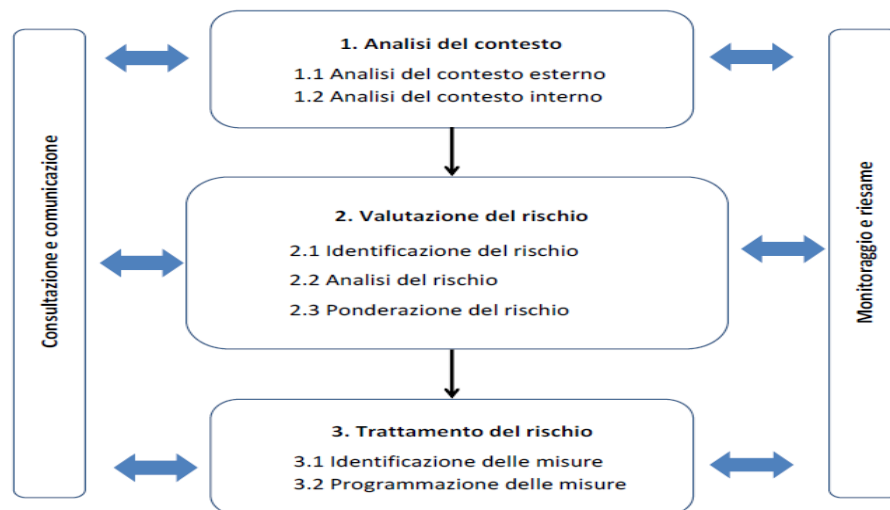 Consultazione e comunicazione
1. Analisi del contesto
1.1 Analisi del contesto esterno
1.2 Analisi del contesto interno
2. Valutazione del rischio
2.1 Identificazione del rischio
2.2 Analisi del rischio
2.3 Ponderazione del rischio
3. Trattamento del rischio
3.1 Identificazione delle misure
3.2 Programmazione delle misure
Monitoraggio e riesame